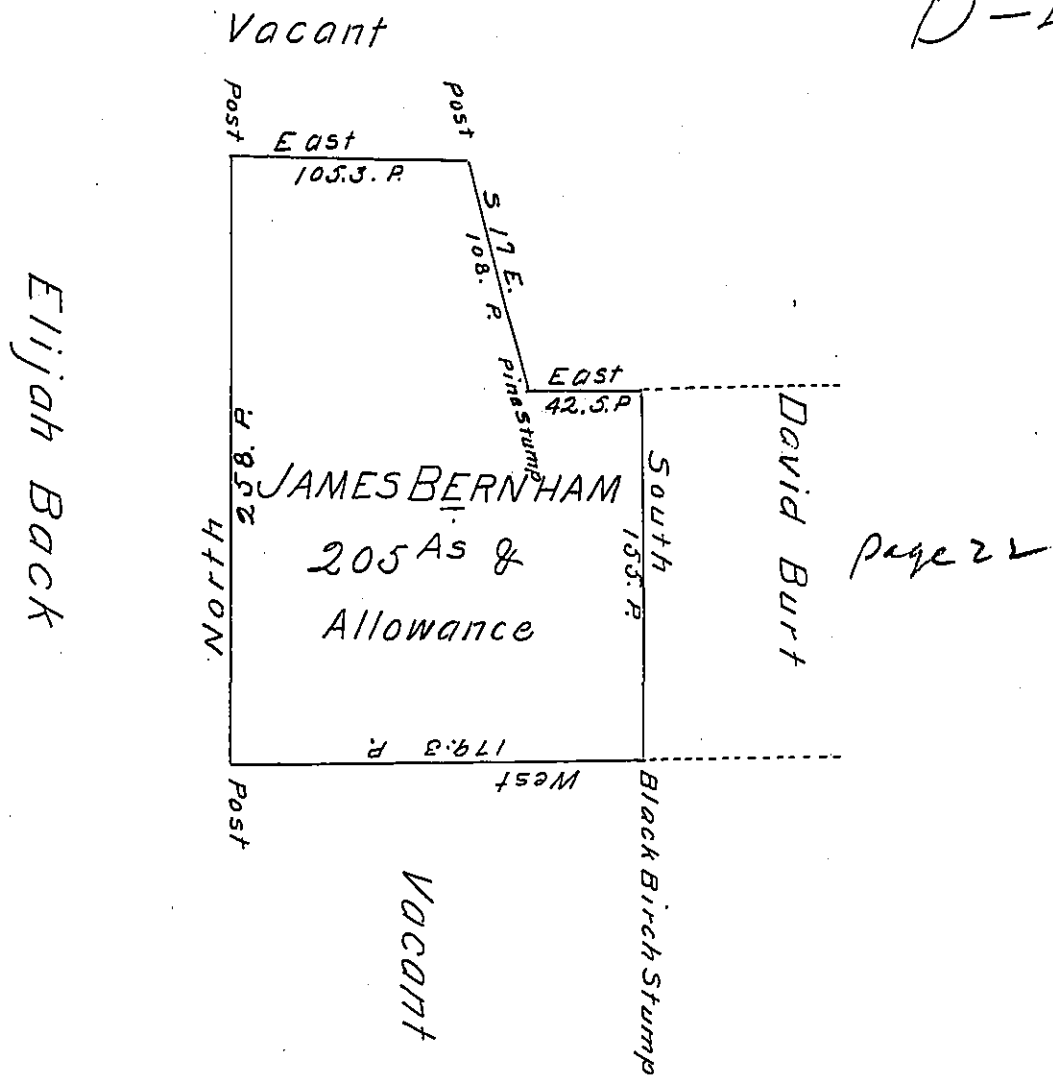 Vacant
Post
Post
East
105.3. P.
S 17 E.
108. P.
Pine Stump
East
42.5.P
David Burt
South
155. P.
page 22
Elijah Back
258. P.
North
JAMES BERNHAM
205 As &
Allowance
179.3 P.
West
Post
Black Birch Stump
Vacant